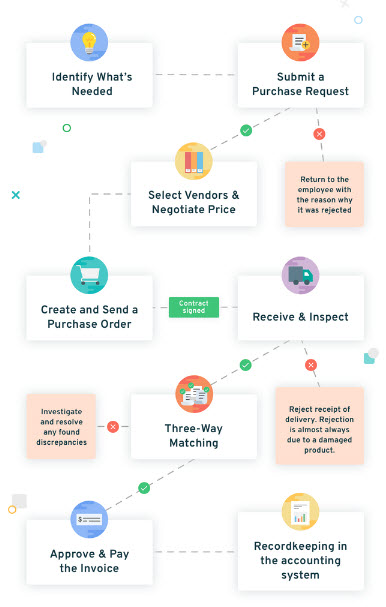 Identify What's
Needed
Submit a
Purchase Request
Select Vendors &
Negotiate Price
Return to the
employee with
the reason why
it was rejected
Create and Send a
Purchase Order
Contract
signed
Receive & Inspect
Investigate
and resolve
any found
discrepancies
Three-Way
Matching
Reject receipt of
delivery. Rejection
is almost always
due to a damaged
product.
Approve & Pay
the Invoice
Recordkeeping in
the accounting
system